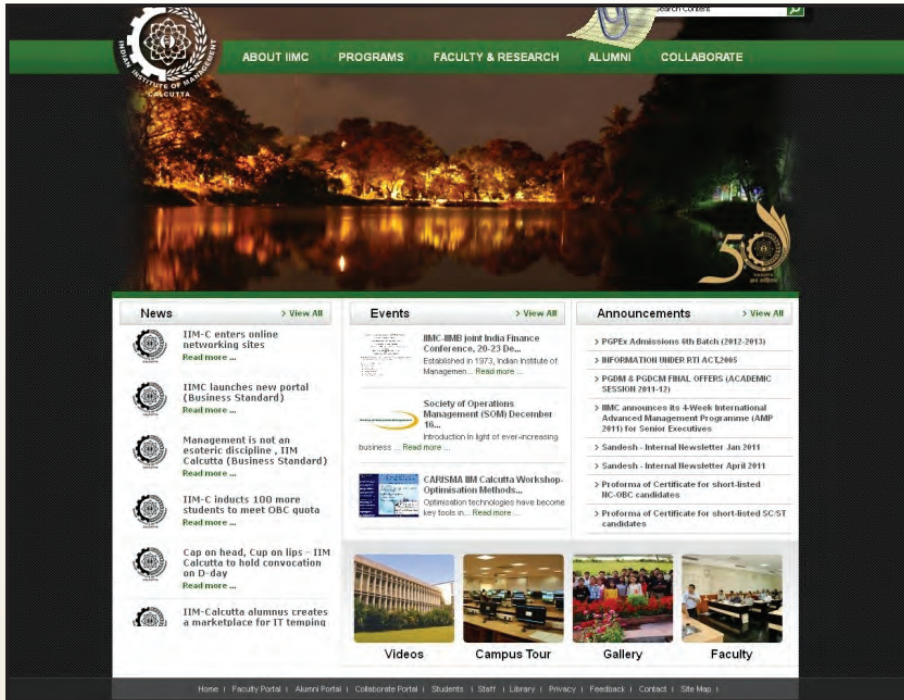 Search Content
INDIAN INSTITUTE OF MANAGEMENT
CALCUTTA
ABOUT IIMC
PROGRAMS
FACULTY & RESEARCH
ALUMNI
COLLABORATE
50
News
> View All
IIM-C enters online
networking sites
Read more ...
IIMC launches new portal
(Business Standard)
Read more ...
Management is not an
esoteric discipline , IIM
Calcutta (Business Standard)
Read more ...
IIM-C inducts 100 more
students to meet OBC quota
Read more ...
Cap on head, Cup on lips - IIM
Calcutta to hold convocation
on D-day
Read more ...
IIM-Calcutta alumnus creates
a marketplace for IT temping
Events
> View All
IIMC-IIMB joint India Finance
Conference, 20-23 De...
Established in 1973, Indian Institute of
Managemen... Read more ...
Society of Operations
Management (SOM) December
16...
Introduction In light of ever-increasing
business ... Read more ...
CARISMA IIM Calcutta Workshop-
Optimisation Methods...
Optimisation technologies have become
key tools in... Read more ...
Announcements
> View All
> PGPEx Admissions 6th Batch (2012-2013)
> INFORMATION UNDER RTI ACT,2005
> PGDM & PGDCM FINAL OFFERS (ACADEMIC
SESSION 2011-12)
> IIMC announces its 4-Week International
Advanced Management Programme (AMP
2011) for Senior Executives
> Sandesh - Internal Newsletter Jan 2011
> Sandesh - Internal Newsletter April 2011
> Proforma of Certificate for short-listed
NC-OBC candidates
> Proforma of Certificate for short-listed SC/ST
candidates
Videos
Campus Tour
Gallery
Faculty
Home | Faculty Portal | Alumni Portal | Collaborate Portal | Students | Staff | Library | Privacy | Feedback | Contact | Site Map |